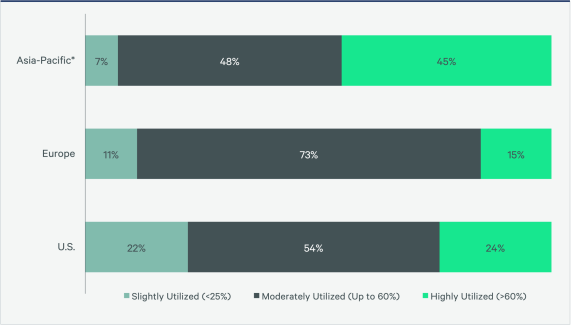 Asia-Pacific* 7% 48% 45%
Europe 11% 73% 15%
U.S. 22% 54% 24%
Slightly Utilized (<25%) Moderately Utilized (Up to 60%) Highly Utilized (>60%)